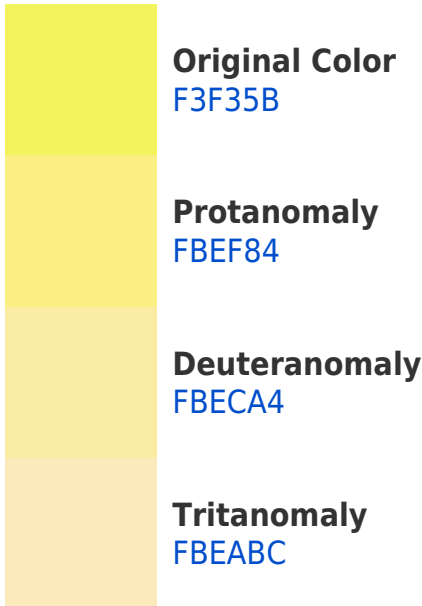 Original Color
F3F35B
Protanomaly
FBEF84
Deuteranomaly
FBECA4
Tritanomaly
FBEABC